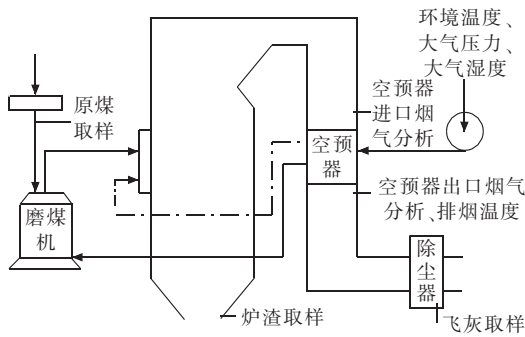 环境温度、
大气压力、
大气湿度
原煤
取样
空预器
进口烟
气分析
空预
器
空预器出口烟气
分析、排烟温度
磨煤
机
除
尘
器
炉渣取样
飞灰取样